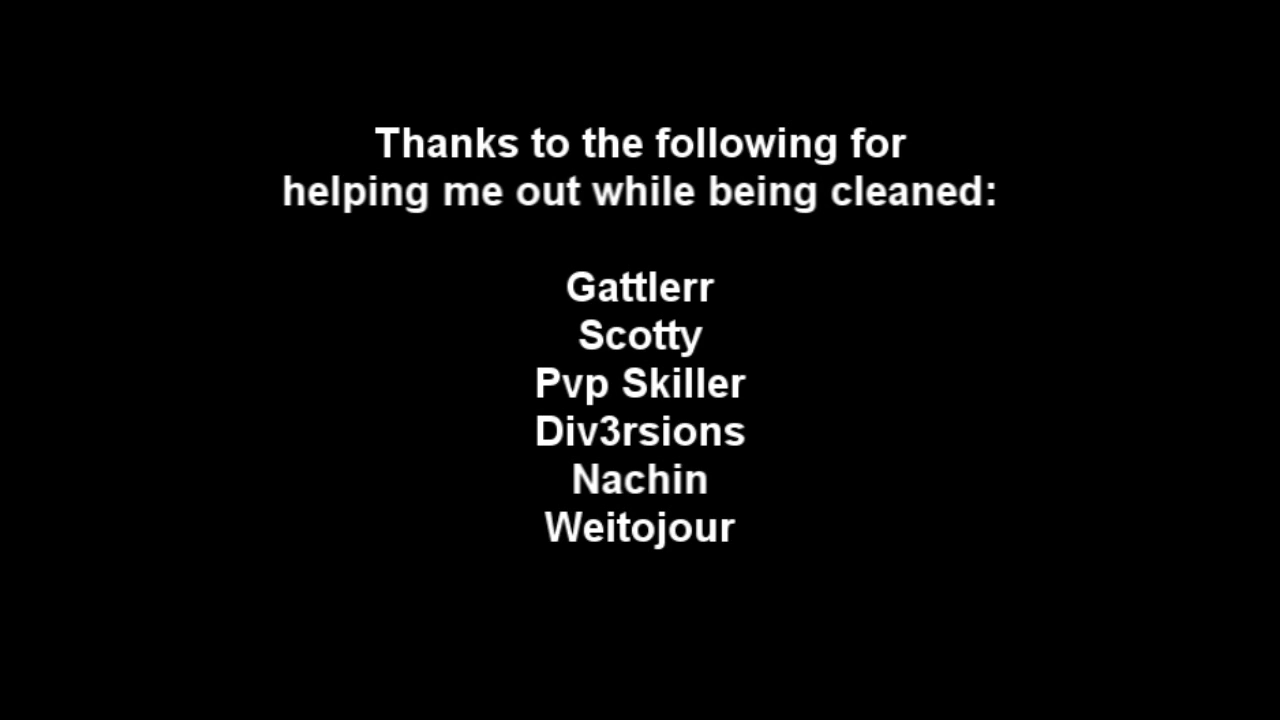 Thanks to the following for
helping me out while being cleaned:
Gattlerr
Scotty
Pvp Skiller
Div3rsions
Nachin
Weitojour